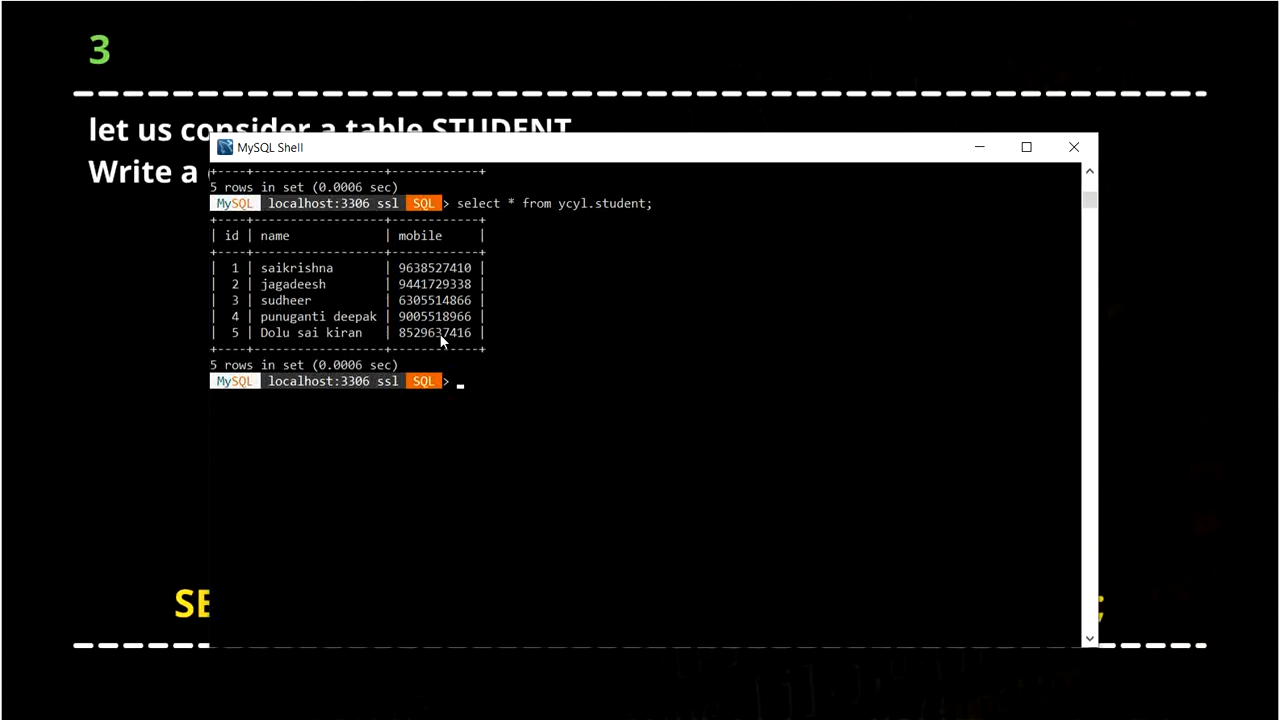 3
let us consider a table STUDENT
Write a
MySQL Shell
+----+----------------+-----------+
5 rows in set (0.0006 sec)
MySQL localhost:3306 ssl SQL > select * from ycyl.student;
+----+----------------+-----------+
| id | name | mobile |
+----+----------------+-----------+
| 1 | saikrishna | 9638527410 |
| 2 | jagadeesh | 9441729338 |
| 3 | sudheer | 6305514866 |
| 4 | punuganti deepak | 9005518966 |
| 5 | Dolu sai kiran | 8529637416 |
+----+----------------+-----------+
5 rows in set (0.0006 sec)
MySQL localhost:3306 ssl SQL > _
SE ;